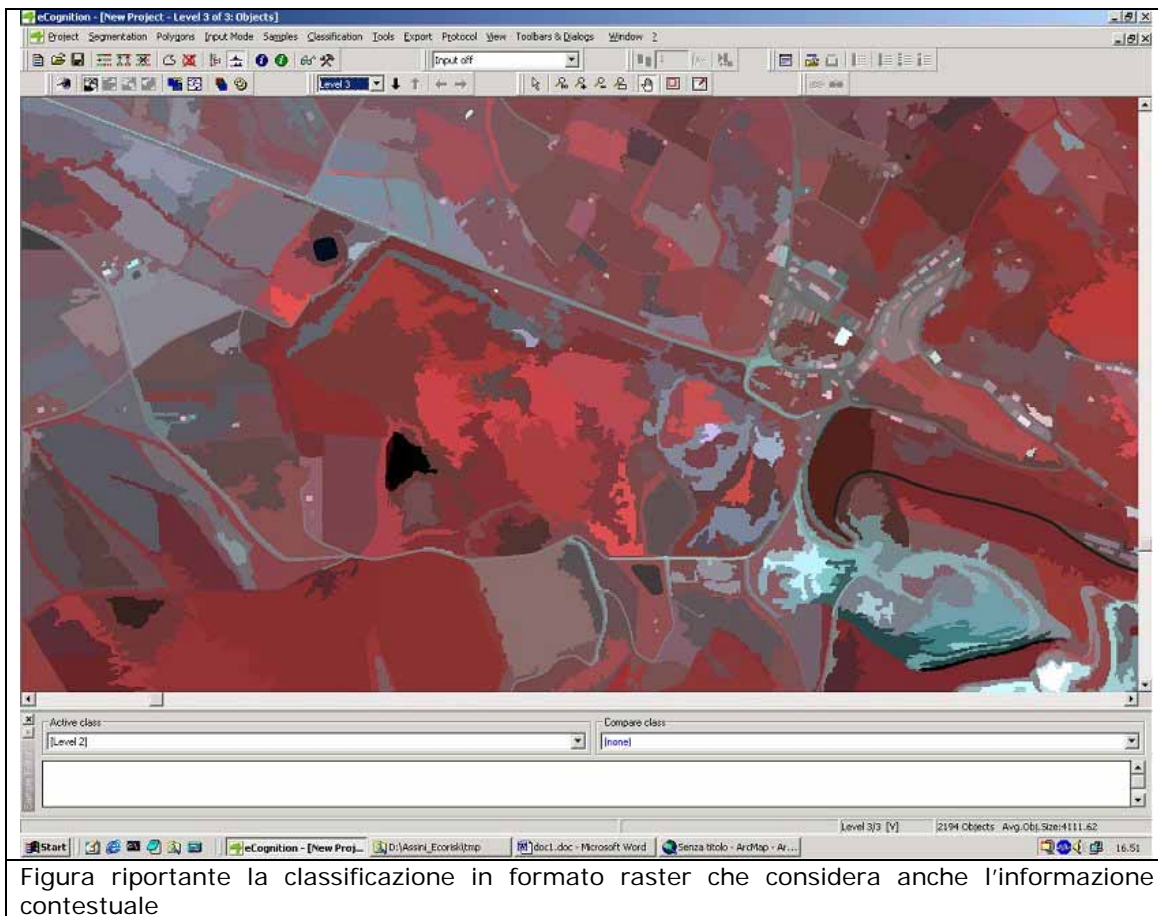 eCognition - [New Project - Level 3 of 3: Objects]
Project Segmentation Polygons Input Mode Samples Classification Tools Export Protocol View Toolbars & Dialogs Window ?
Input off
Level 3
Active class
Compare class
[Level 2]
(none)
Level 3/3 [V] 2194 Objects Avg.Obj.Size:4111.62
Start eCognition - [New Proj... D:\Assini_Ecorisk\tmp doc1.doc - Microsoft Word Senza titolo - ArcMap - Ar... 16.51
Figura riportante la classificazione in formato raster che considera anche l'informazione
contestuale